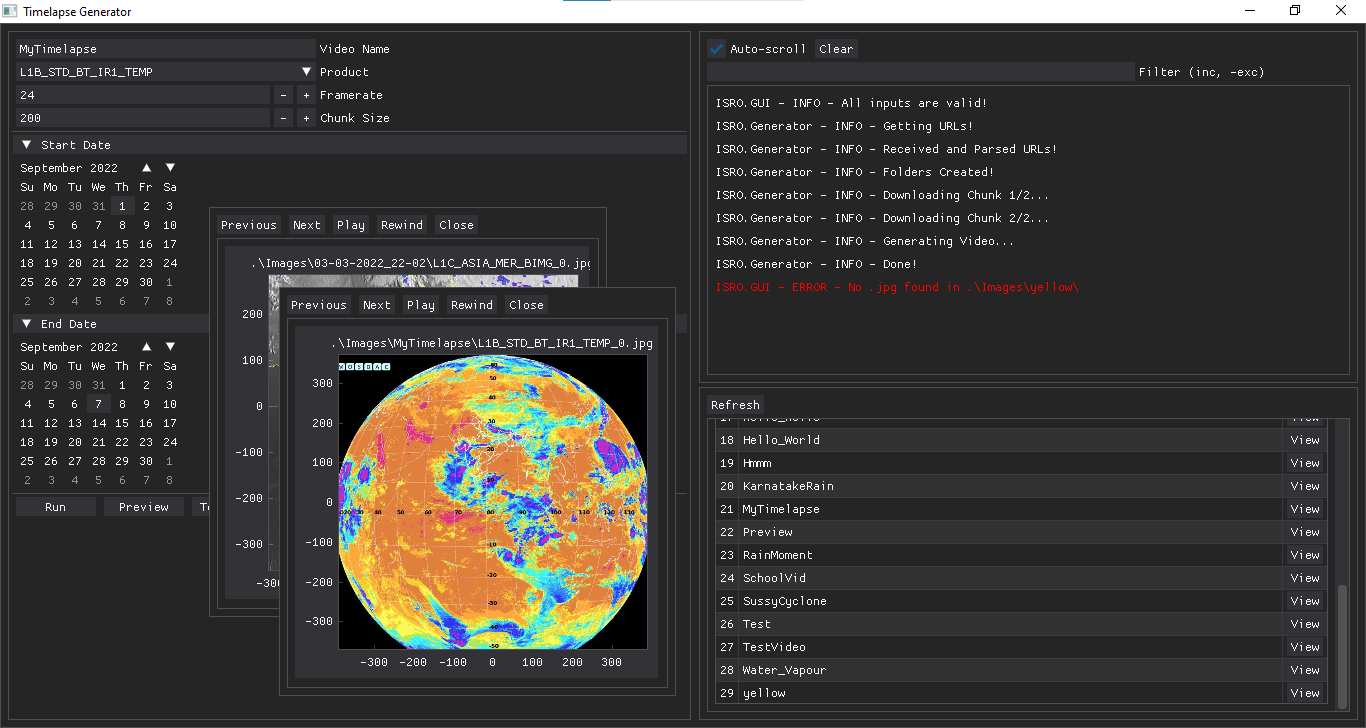 Timelapse Generator
MyTimelapse Video Name
L1B_STD_BT_IR1_TEMP Product
24 - + Framerate
200 - + Chunk Size
Start Date
September 2022
Su Mo Tu We Th Fr Sa
28 29 30 31 1 2 3
4 5 6 7 8 9 10
11 12 13 14 15 16 17
18 19 20 21 22 23 24
25 26 27 28 29 30 1
2 3 4 5 6 7 8
End Date
September 2022
Su Mo Tu We Th Fr Sa
28 29 30 31 1 2 3
4 5 6 7 8 9 10
11 12 13 14 15 16 17
18 19 20 21 22 23 24
25 26 27 28 29 30 1
2 3 4 5 6 7 8
Run Preview
Previous Next Play Rewind Close
.\Images\03-03-2022_22-02\L1C_ASIA_MER_BIMG_0.jpg
200
100
0
-100
-200
-300
Previous Next Play Rewind Close
.\Images\MyTimelapse\L1B_STD_BT_IR1_TEMP_0.jpg
MOSDAC
300
200
100
0
-100
-200
-300
-300 -200 -100 0 100 200 300
Auto-scroll Clear
Filter (inc, -exc)
ISRO.GUI - INFO - All inputs are valid!
ISRO.Generator - INFO - Getting URLs!
ISRO.Generator - INFO - Received and Parsed URLs!
ISRO.Generator - INFO - Folders Created!
ISRO.Generator - INFO - Downloading Chunk 1/2...
ISRO.Generator - INFO - Downloading Chunk 2/2...
ISRO.Generator - INFO - Generating Video...
ISRO.Generator - INFO - Done!
ISRO.GUI - ERROR - No .jpg found in .\Images\yellow\
Refresh
18 Hello_World View
19 Hmmm View
20 KarnatakeRain View
21 MyTimelapse View
22 Preview View
23 RainMoment View
24 SchoolVid View
25 SussyCyclone View
26 Test View
27 TestVideo View
28 Water_Vapour View
29 yellow View